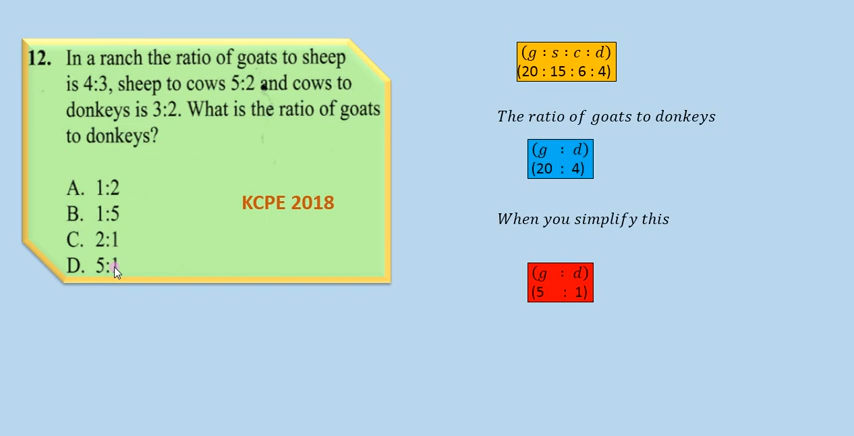 12. In a ranch the ratio of goats to sheep
is 4:3, sheep to cows 5:2 and cows to
donkeys is 3:2. What is the ratio of goats
to donkeys?
A. 1:2
B. 1:5
C. 2:1
D. 5:1
KCPE 2018
(g : s : c : d)
(20 : 15 : 6 : 4)
The ratio of goats to donkeys
(g : d)
(20 : 4)
When you simplify this
(g : d)
(5 : 1)